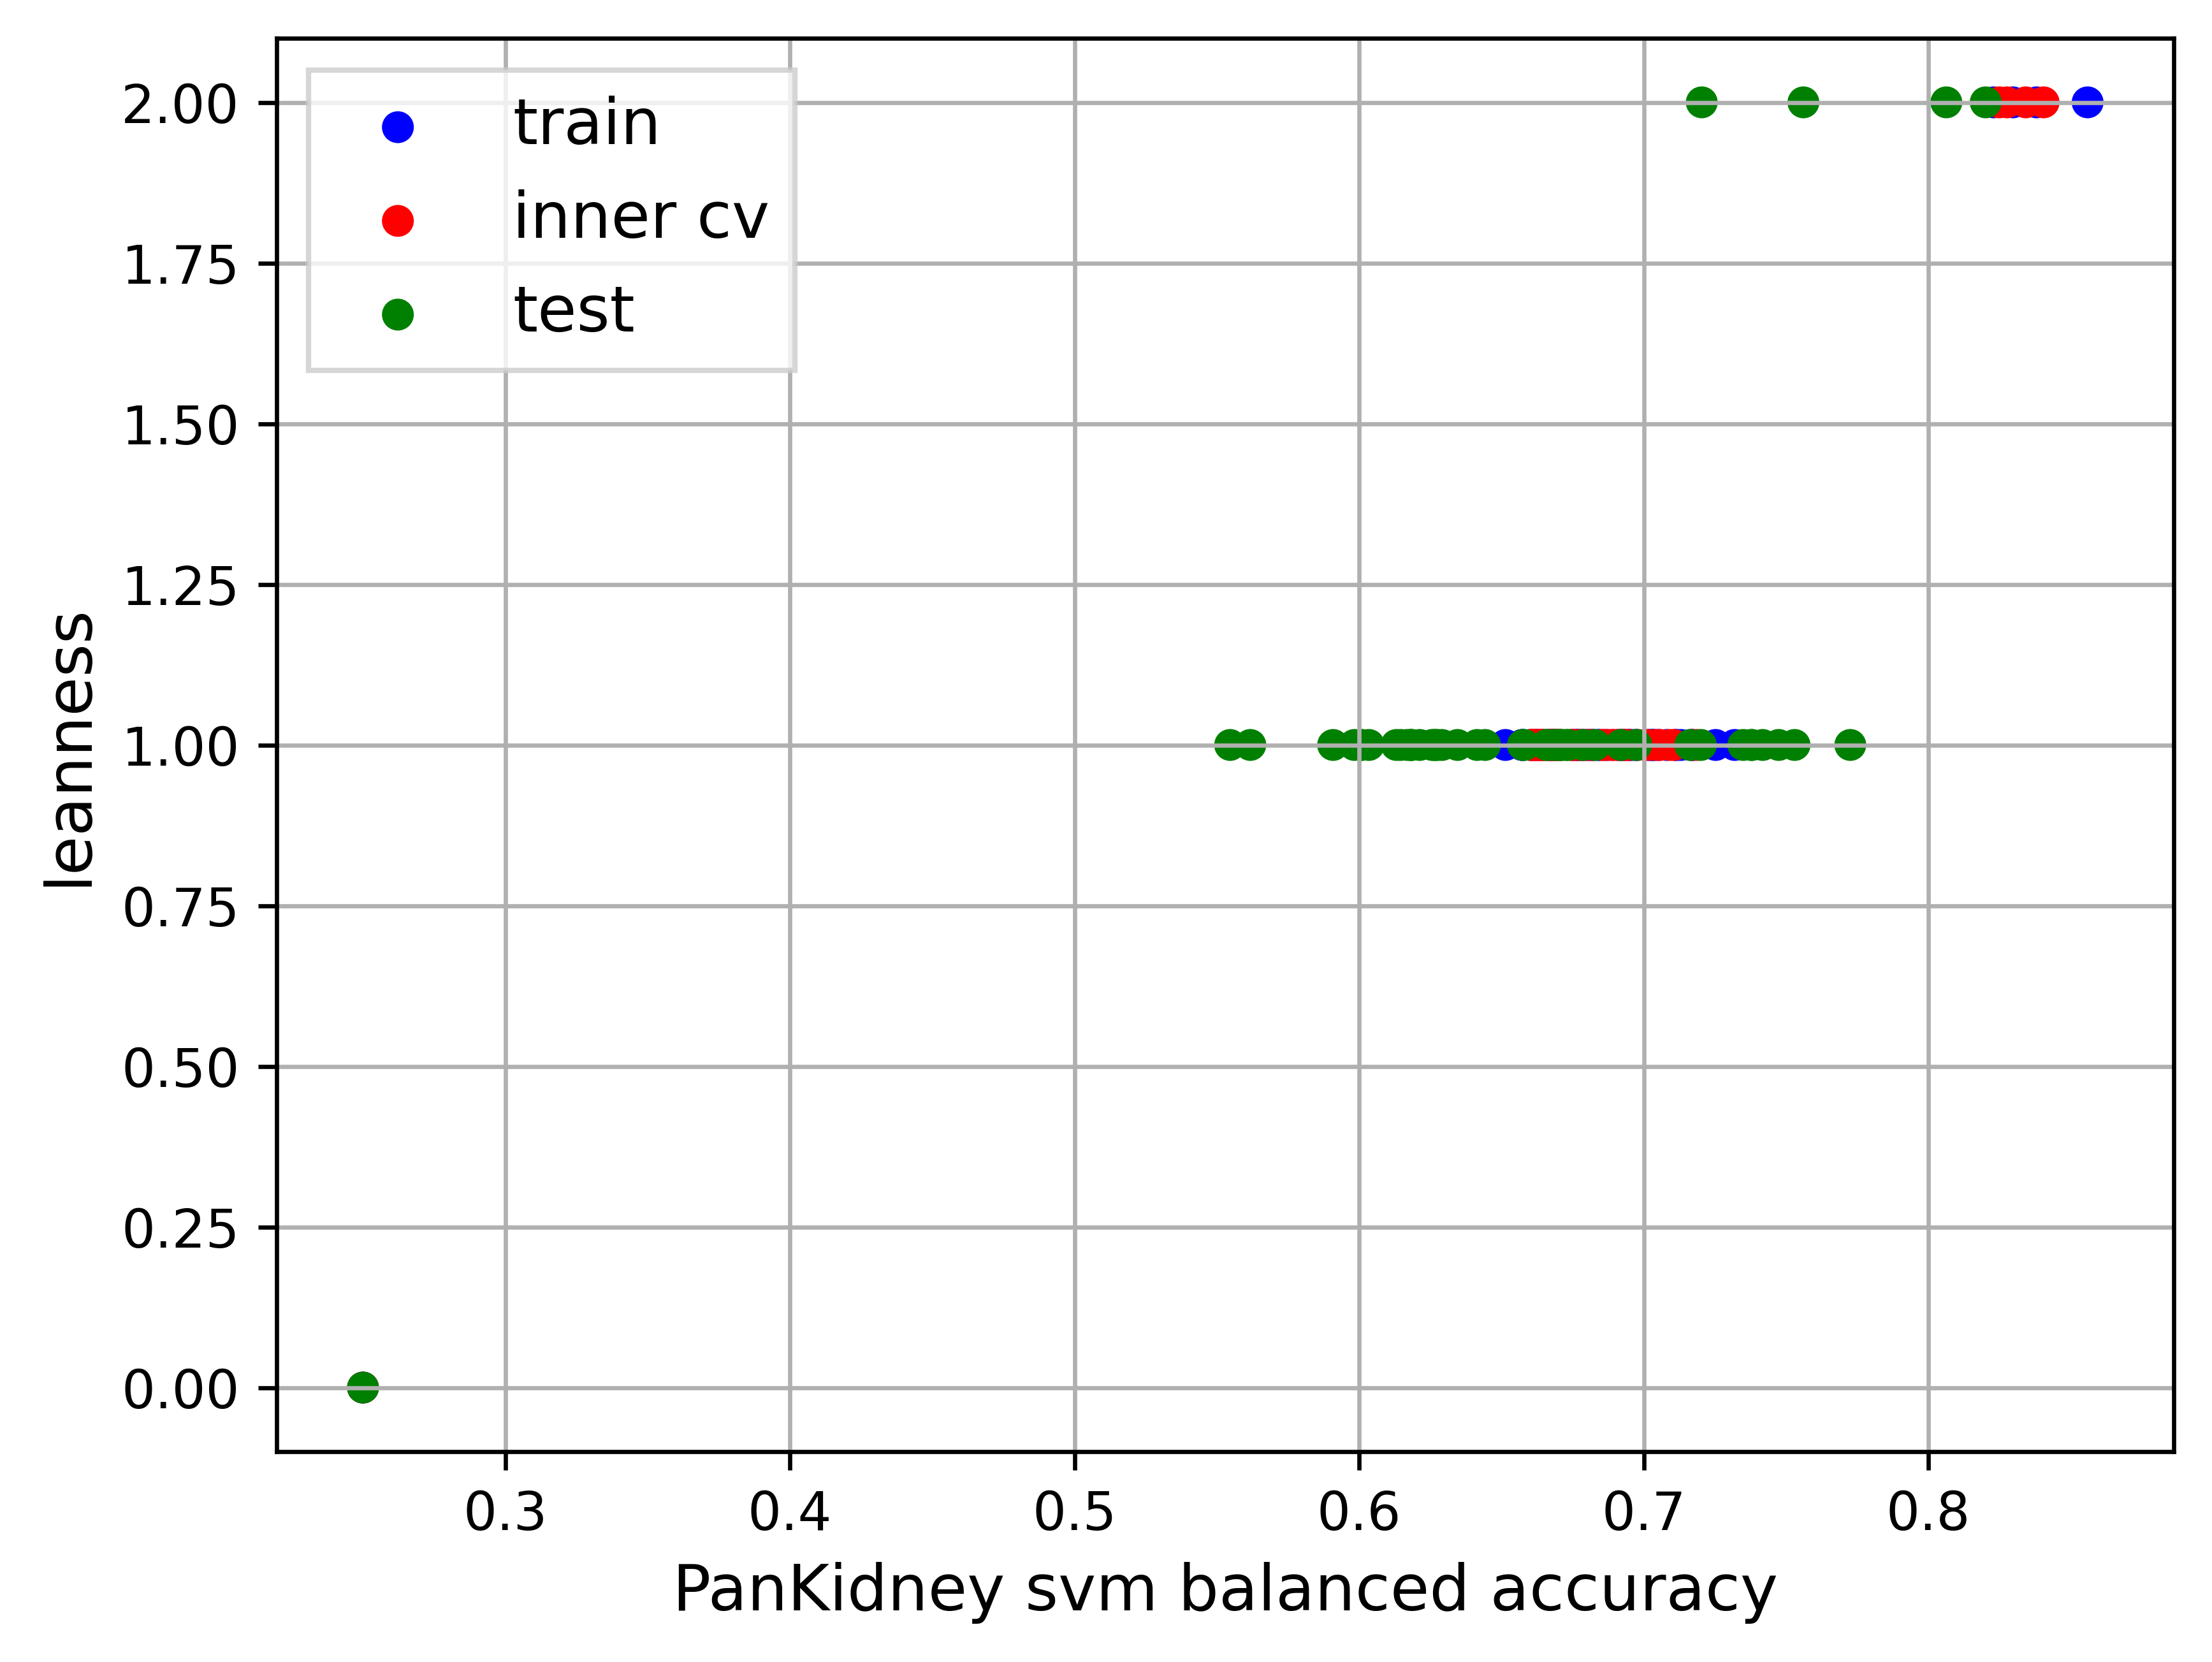 train
inner cv
test
2.00
1.75
1.50
1.25
1.00
0.75
0.50
0.25
0.00
leanness
0.3 0.4 0.5 0.6 0.7 0.8
PanKidney svm balanced accuracy